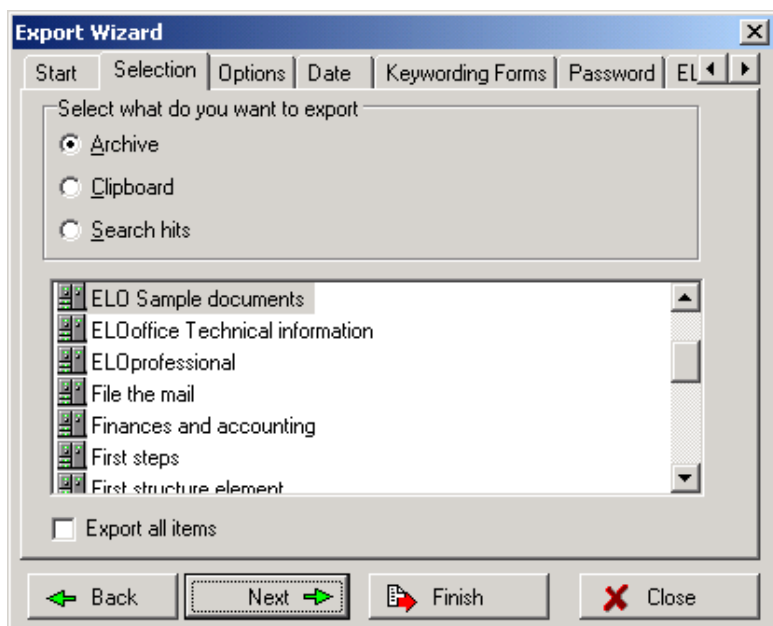 Export Wizard
Start Selection Options Date Keywording Forms Password EL
Select what do you want to export
Archive
Clipboard
Search hits
ELO Sample documents
ELOoffice Technical information
ELOprofessional
File the mail
Finances and accounting
First steps
First structure element
Export all items
Back Next Finish Close